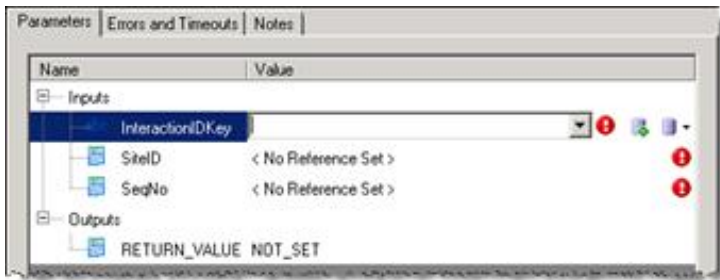 Parameters Errors and Timeouts Notes
Name Value
Inputs
InteractionIDKey
SiteID < No Reference Set >
SeqNo < No Reference Set >
Outputs
RETURN_VALUE NOT_SET